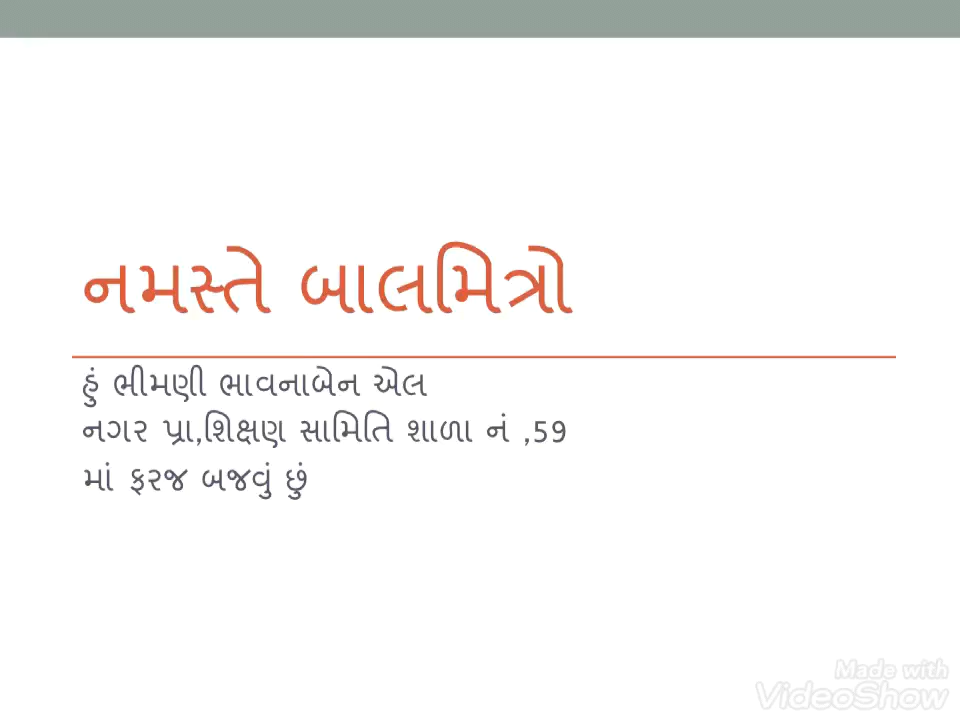 નમસ્તે બાલમિત્રો
હું ભીમણી ભાવનાબેન એલ
નગર પ્રા,શિક્ષણ સામિતિ શાળા નં ,59
માં ફરજ બજવું છું
Made with
VideoShow